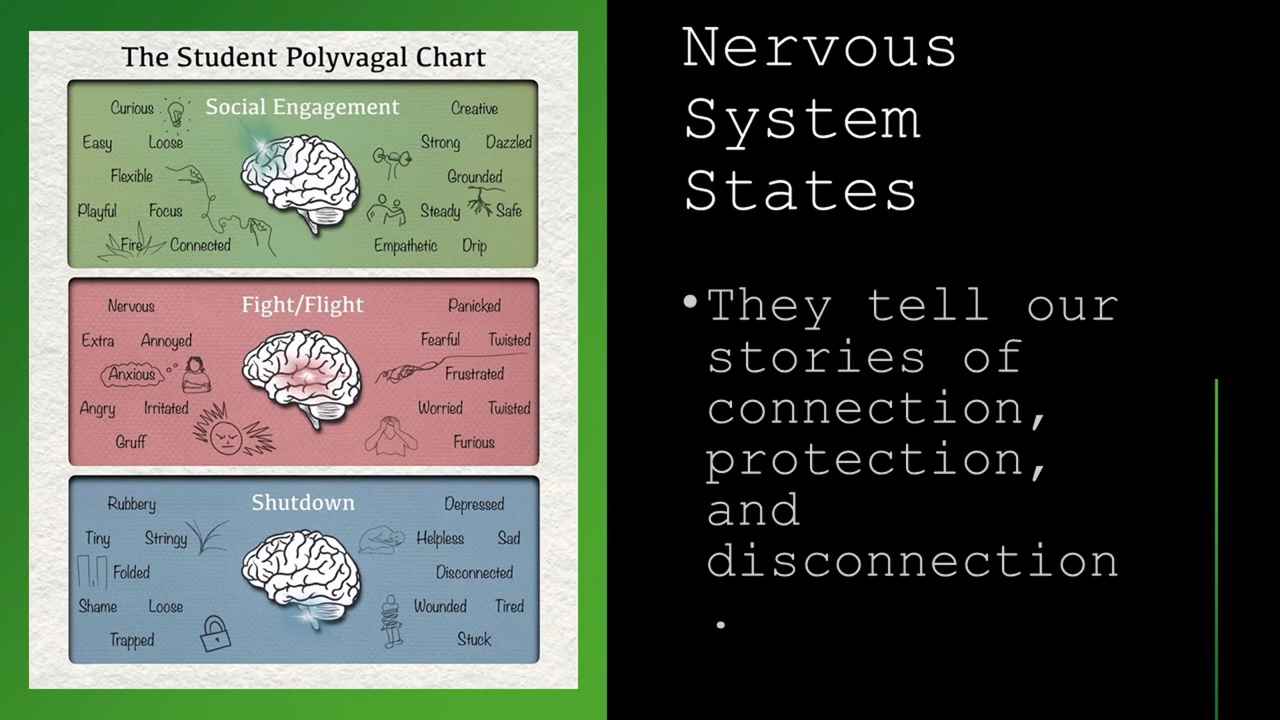 The Student Polyvagal Chart
Social Engagement
Curious Creative
Easy Loose Strong Dazzled
Flexible Grounded
Playful Focus Steady Safe
Fire Connected Empathetic Drip
Fight/Flight
Nervous Panicked
Extra Annoyed Fearful Twisted
Anxious Frustrated
Angry Irritated Worried Twisted
Gruff Furious
Shutdown
Rubbery Depressed
Tiny Stringy Helpless Sad
Folded Disconnected
Shame Loose Wounded Tired
Trapped Stuck
Nervous
System
States
•They tell our
stories of
connection,
protection,
and
disconnection
.